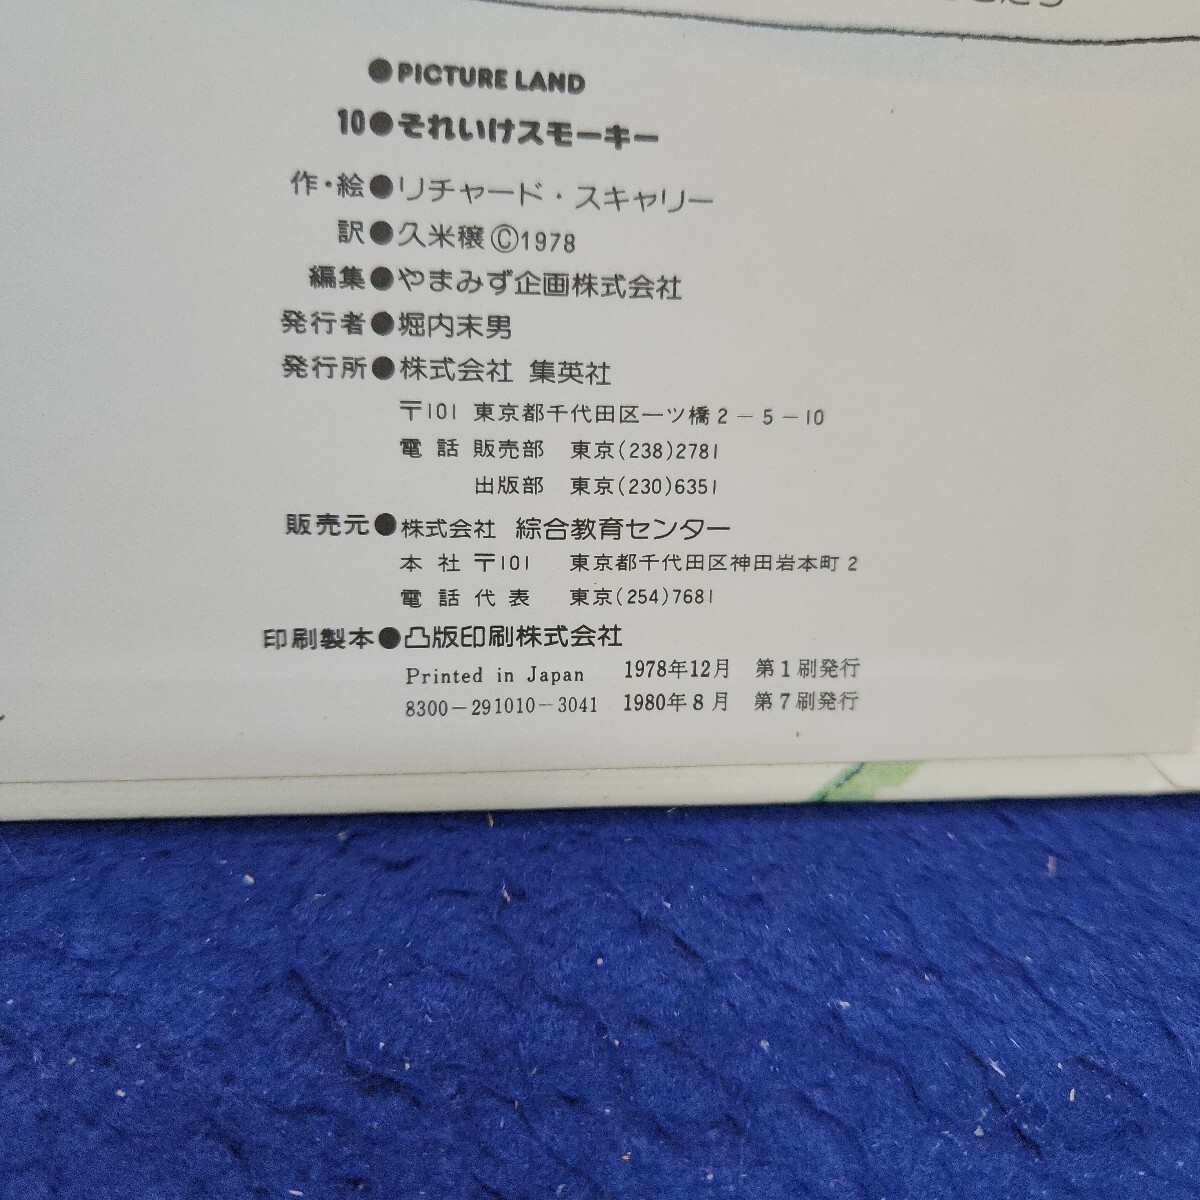 ●PICTURE LAND
10●それいけスモーキー
作・絵●リチャード・スキャリー
訳●久米穣©1978
編集●やまみず企画株式会社
発行者●堀内末男
発行所●株式会社 集英社
〒101 東京都千代田区一ツ橋2-5-10
電話 販売部 東京(238)2781
出版部 東京(230)6351
販売元●株式会社 綜合教育センター
本社 〒101 東京都千代田区神田岩本町2
電話代表 東京(254)7681
印刷製本●凸版印刷株式会社
Printed in Japan 1978年12月 第1刷発行
8300-291010-3041 1980年8月 第7刷発行